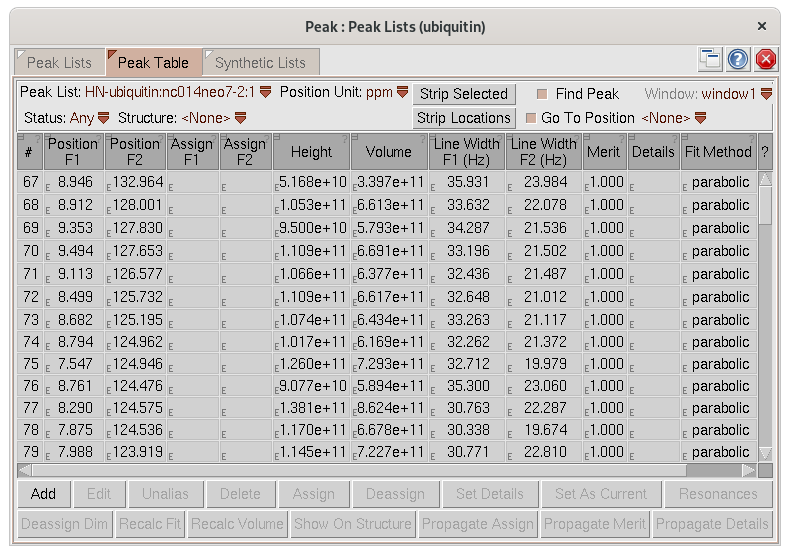 Peak : Peak Lists (ubiquitin) ×
Peak Lists Peak Table Synthetic Lists ? X
Peak List: HN-ubiquitin:nc014neo7-2:1 Position Unit: ppm Strip Selected Find Peak Window: window1
Status: Any Structure: <None> Strip Locations Go To Position <None>
# Position F1 Position F2 Assign F1 Assign F2 Height Volume Line Width F1 (Hz) Line Width F2 (Hz) Merit Details Fit Method ?
67 E 8.946 E 132.964 E E E 5.168e+10 E 3.397e+11 E 35.931 E 23.984 E 1.000 E E parabolic
68 E 8.912 E 128.001 E E E 1.053e+11 E 6.613e+11 E 33.632 E 22.078 E 1.000 E E parabolic
69 E 9.353 E 127.830 E E E 9.500e+10 E 5.793e+11 E 34.287 E 21.536 E 1.000 E E parabolic
70 E 9.494 E 127.653 E E E 1.109e+11 E 6.691e+11 E 33.196 E 21.502 E 1.000 E E parabolic
71 E 9.113 E 126.577 E E E 1.066e+11 E 6.377e+11 E 32.436 E 21.487 E 1.000 E E parabolic
72 E 8.499 E 125.732 E E E 1.109e+11 E 6.617e+11 E 32.648 E 21.012 E 1.000 E E parabolic
73 E 8.682 E 125.195 E E E 1.074e+11 E 6.434e+11 E 33.263 E 21.117 E 1.000 E E parabolic
74 E 8.794 E 124.962 E E E 1.017e+11 E 6.169e+11 E 32.262 E 21.372 E 1.000 E E parabolic
75 E 7.547 E 124.946 E E E 1.260e+11 E 7.293e+11 E 32.712 E 19.979 E 1.000 E E parabolic
76 E 8.761 E 124.476 E E E 9.077e+10 E 5.894e+11 E 35.300 E 23.060 E 1.000 E E parabolic
77 E 8.290 E 124.575 E E E 1.381e+11 E 8.624e+11 E 30.763 E 22.287 E 1.000 E E parabolic
78 E 7.875 E 124.536 E E E 1.170e+11 E 6.678e+11 E 30.338 E 19.674 E 1.000 E E parabolic
79 E 7.988 E 123.919 E E E 1.145e+11 E 7.227e+11 E 30.771 E 22.810 E 1.000 E E parabolic
Add Edit Unalias Delete Assign Deassign Set Details Set As Current Resonances
Deassign Dim Recalc Fit Recalc Volume Show On Structure Propagate Assign Propagate Merit Propagate Details